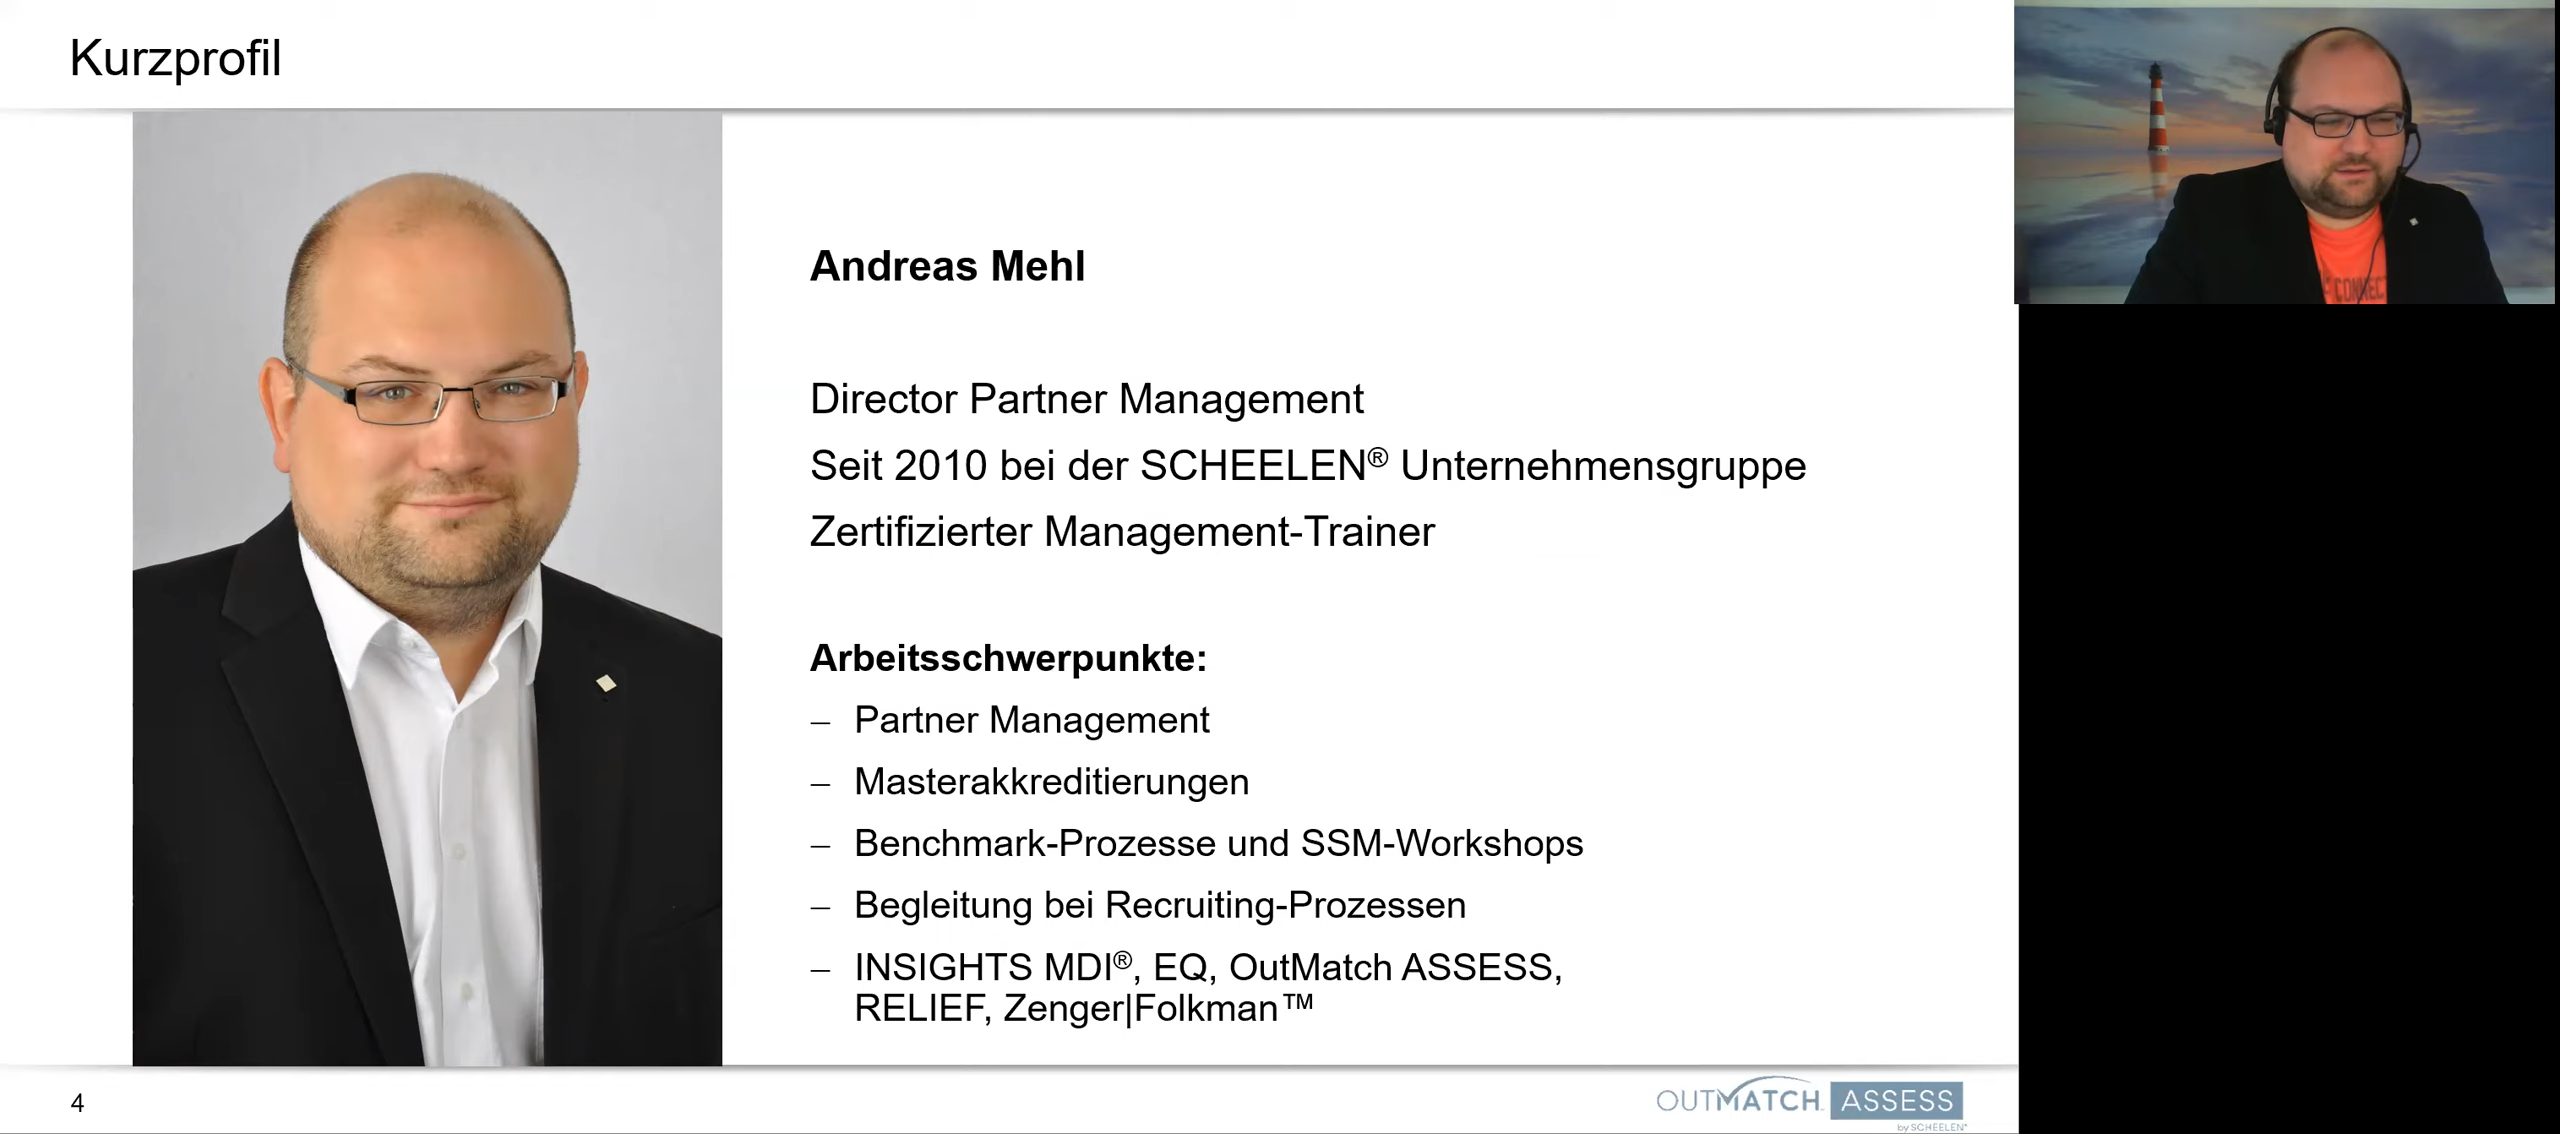 Kurzprofil
Andreas Mehl
Director Partner Management
Seit 2010 bei der SCHEELEN® Unternehmensgruppe
Zertifizierter Management-Trainer
Arbeitsschwerpunkte:
– Partner Management
– Masterakkreditierungen
– Benchmark-Prozesse und SSM-Workshops
– Begleitung bei Recruiting-Prozessen
– INSIGHTS MDI®, EQ, OutMatch ASSESS,
RELIEF, Zenger|Folkman™
4
OUTMATCH ASSESS
by SCHEELEN®